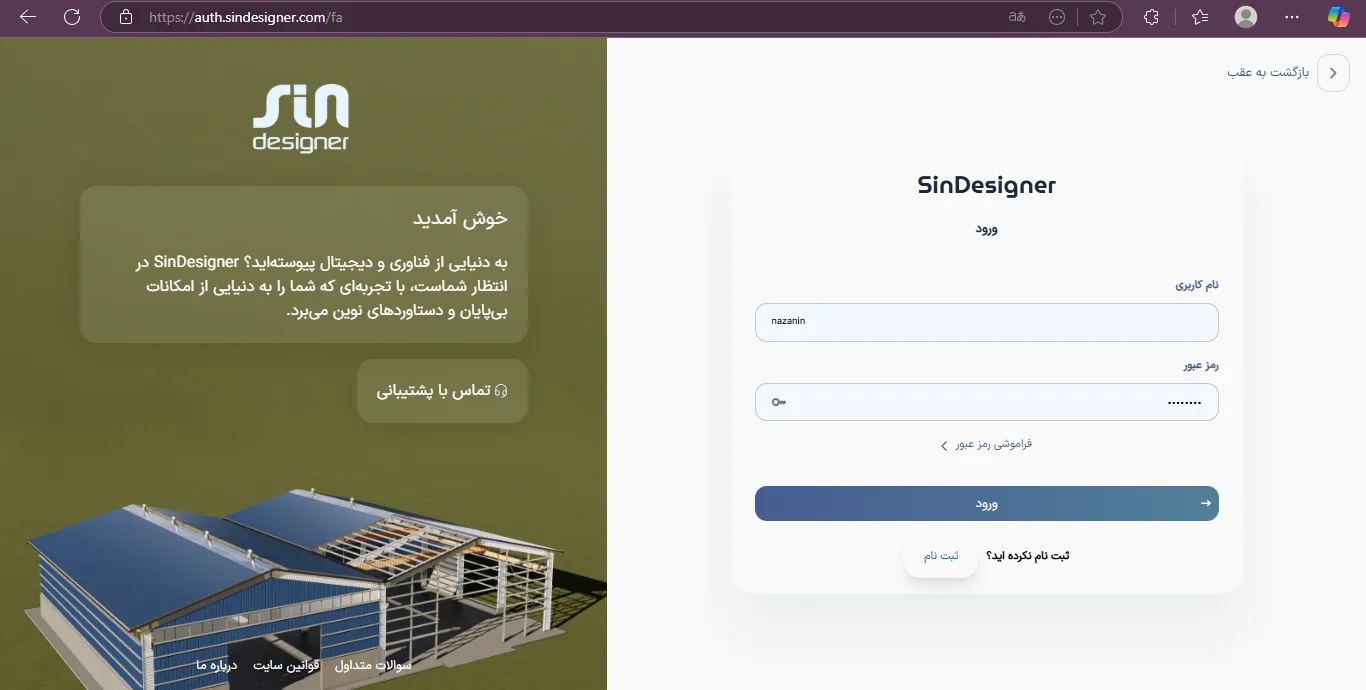 https://auth.sindesigner.com/fa
بازگشت به عقب
sin
designer
خوش آمدید
به دنیایی از فناوری و دیجیتال پیوسته‌اید؟ SinDesigner در
انتظار شماست، با تجربه‌ای که شما را به دنیایی از امکانات
بی‌پایان و دستاوردهای نوین می‌برد.
تماس با پشتیبانی
سوالات متداول
قوانین سایت
درباره ما
SinDesigner
ورود
نام کاربری
nazanin
رمز عبور
••••••••
فراموشی رمز عبور
ورود
ثبت نام نکرده اید؟ ثبت نام